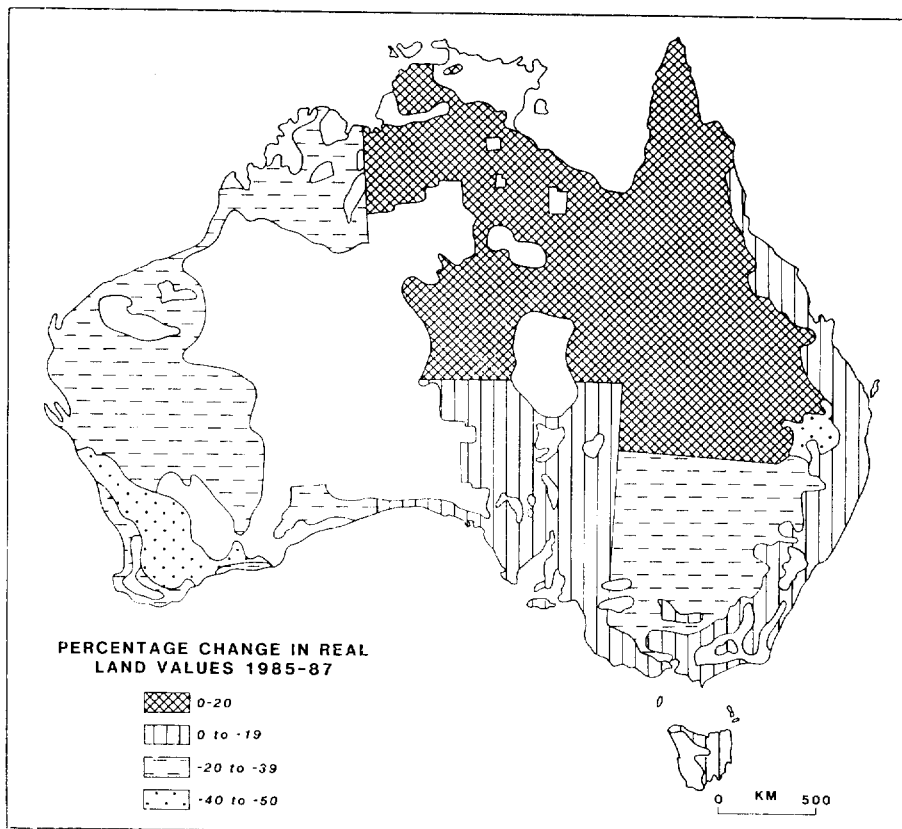 PERCENTAGE CHANGE IN REAL
LAND VALUES 1985-87
0-20
0 to -19
-20 to -39
-40 to -50
0 KM 500